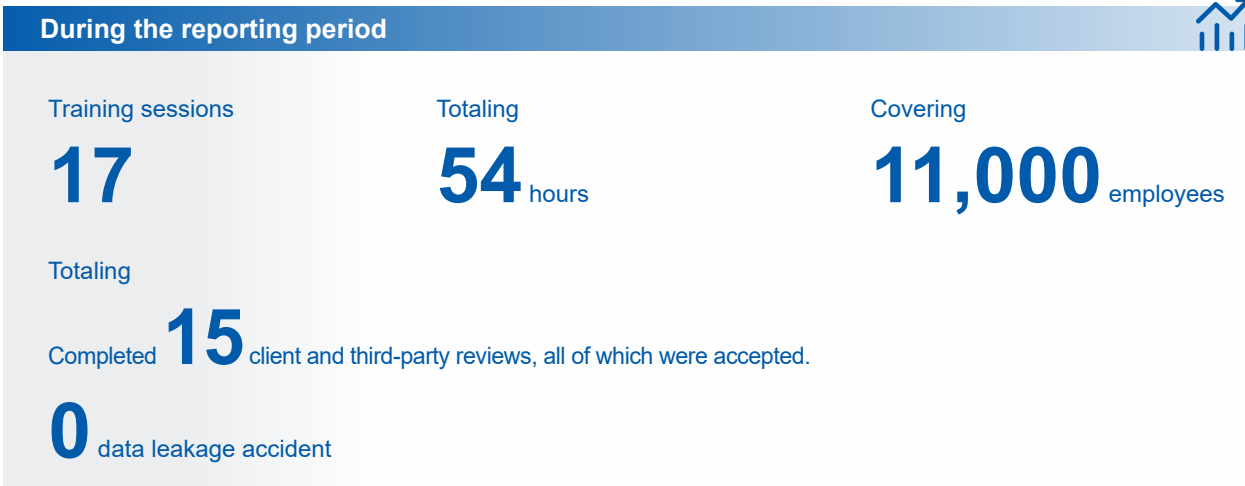 During the reporting period
Training sessions
17
Totaling
54 hours
Covering
11,000 employees
Totaling
Completed 15 client and third-party reviews, all of which were accepted.
0 data leakage accident